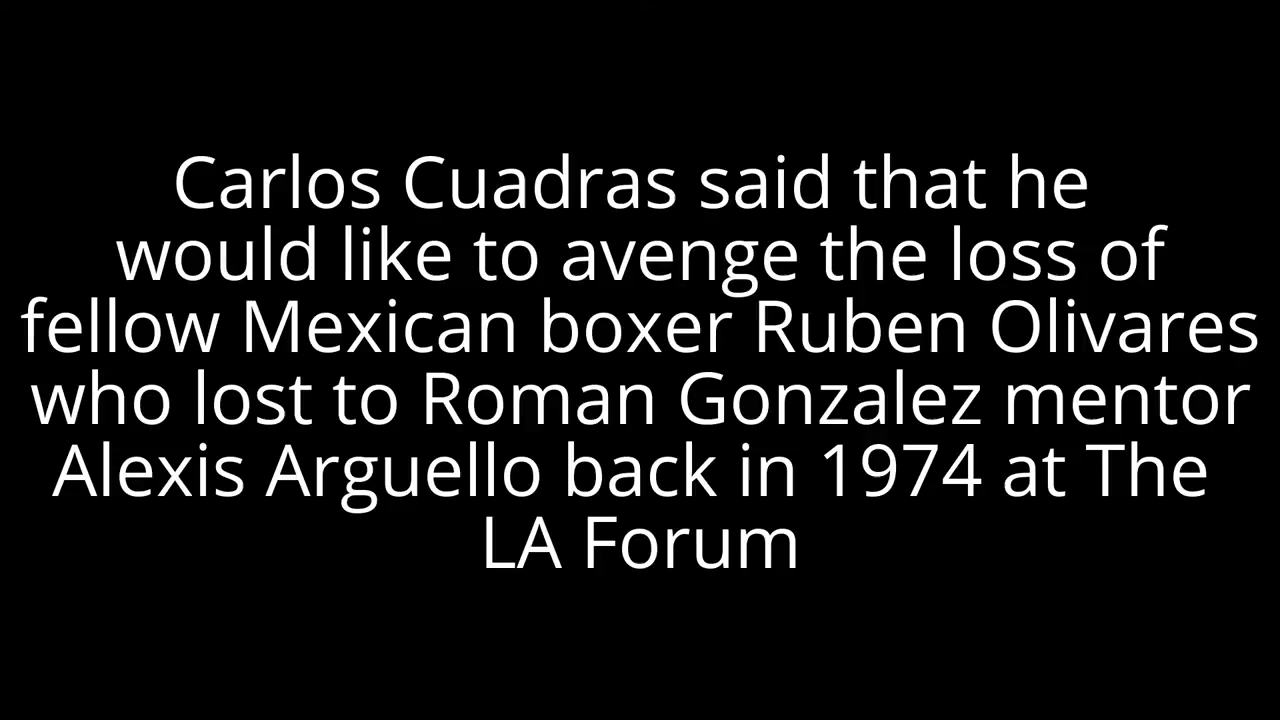 Carlos Cuadras said that he
would like to avenge the loss of
fellow Mexican boxer Ruben Olivares
who lost to Roman Gonzalez mentor
Alexis Arguello back in 1974 at The
LA Forum